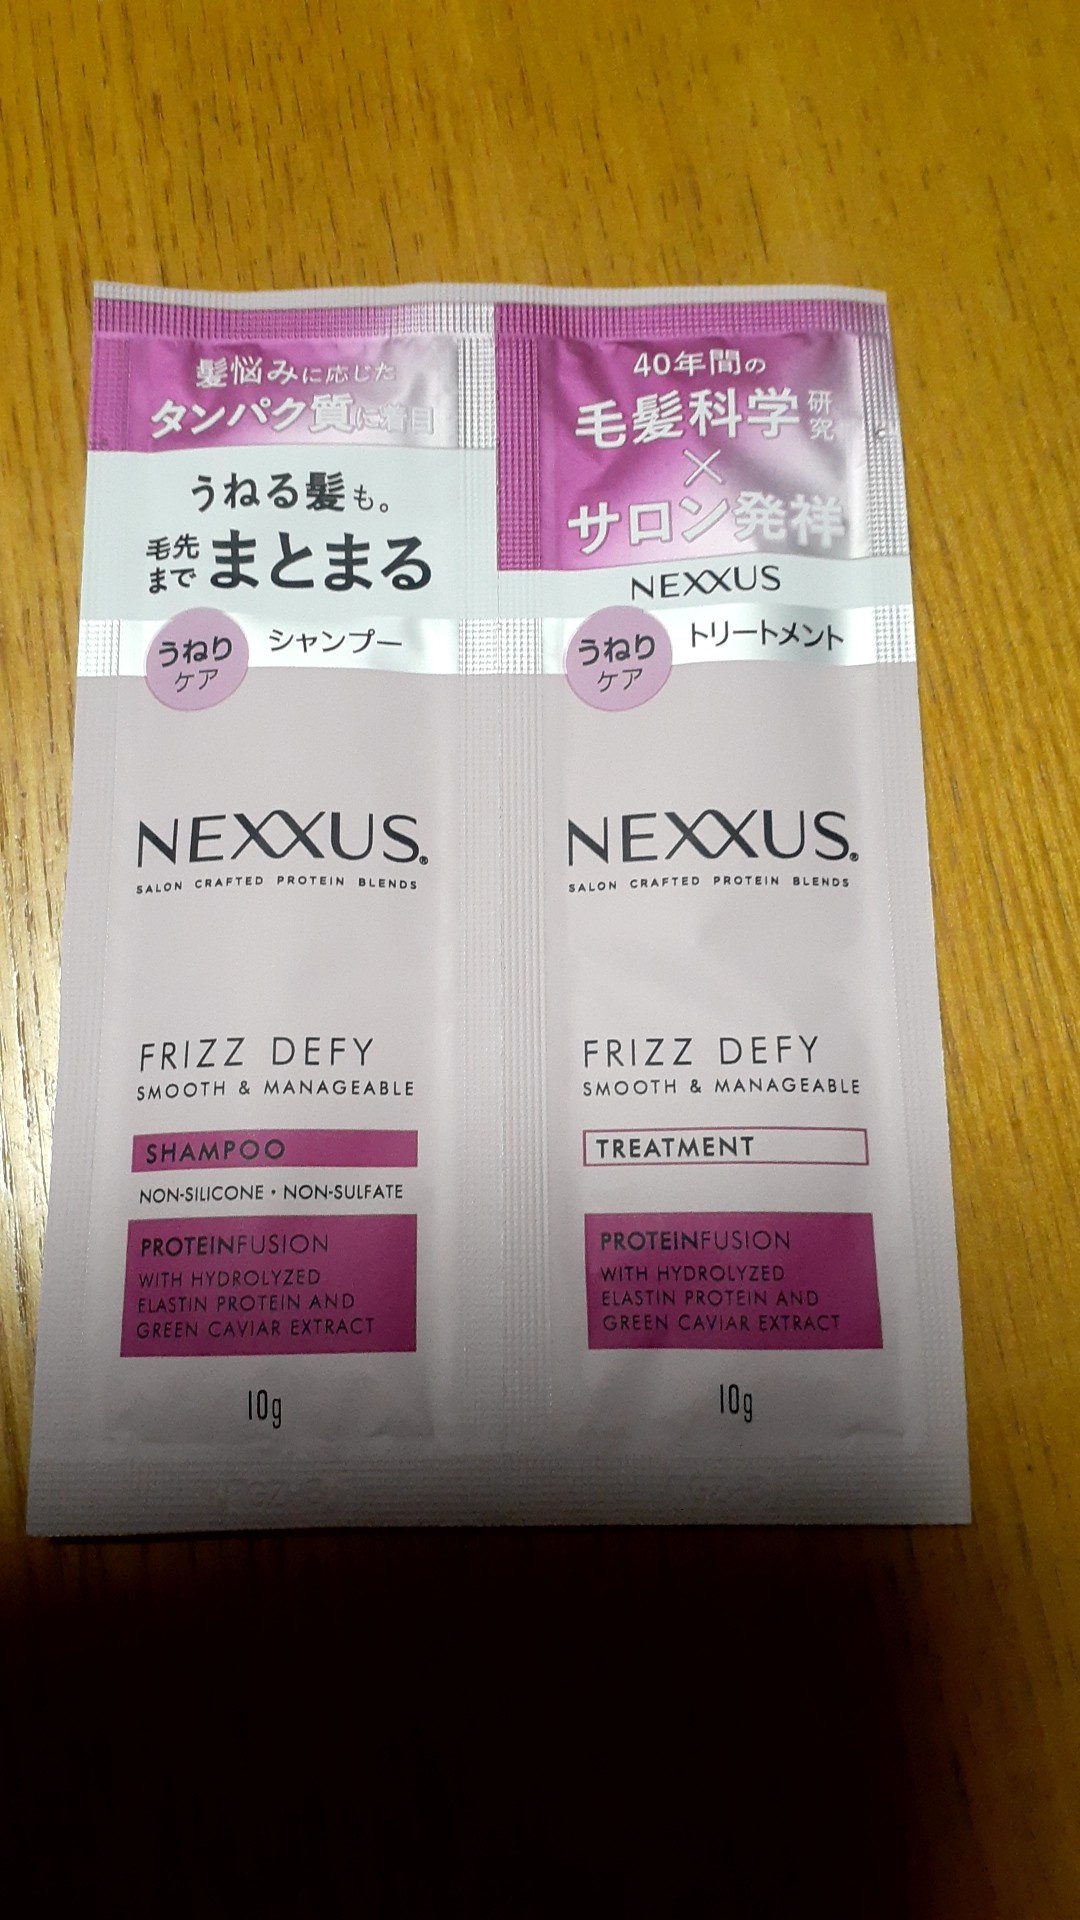 髪悩みに応じた
タンパク質に着目
うねる髪も。
毛先までまとまる
うねりケア
シャンプー
NEXXUS®
SALON CRAFTED PROTEIN BLENDS
FRIZZ DEFY
SMOOTH & MANAGEABLE
SHAMPOO
NON-SILICONE・NON-SULFATE
PROTEINFUSION
WITH HYDROLYZED
ELASTIN PROTEIN AND
GREEN CAVIAR EXTRACT
10g
40年間の
毛髪科学研究
×
サロン発祥
NEXXUS
うねりケア
トリートメント
NEXXUS®
SALON CRAFTED PROTEIN BLENDS
FRIZZ DEFY
SMOOTH & MANAGEABLE
TREATMENT
PROTEINFUSION
WITH HYDROLYZED
ELASTIN PROTEIN AND
GREEN CAVIAR EXTRACT
10g